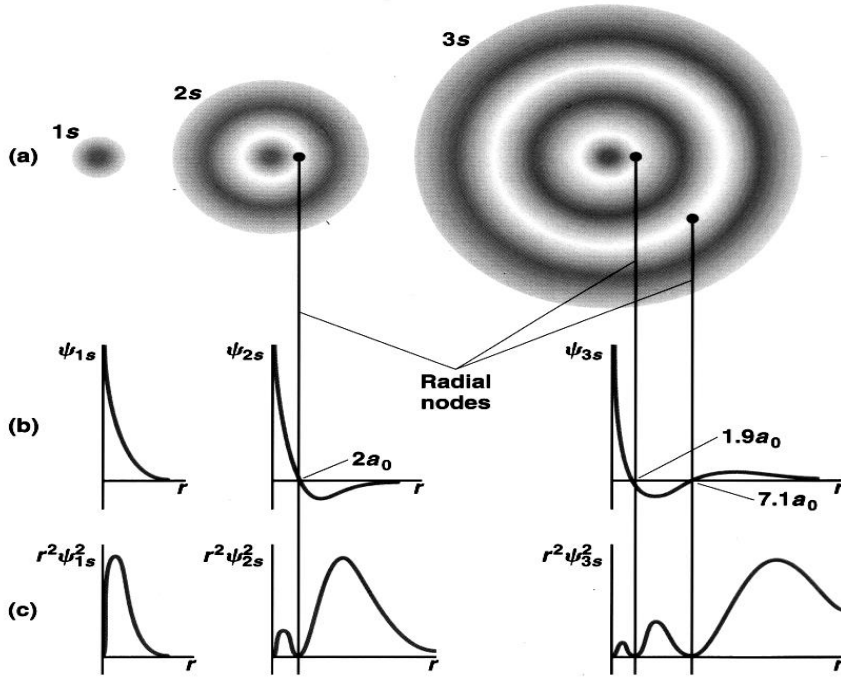 3s
2s
1s
(a)
ψ1s
ψ2s
ψ3s
Radial
nodes
(b)
2a0
1.9a0
7.1a0
r
r
r
r²ψ²1s
r²ψ²2s
r²ψ²3s
(c)
r
r
r